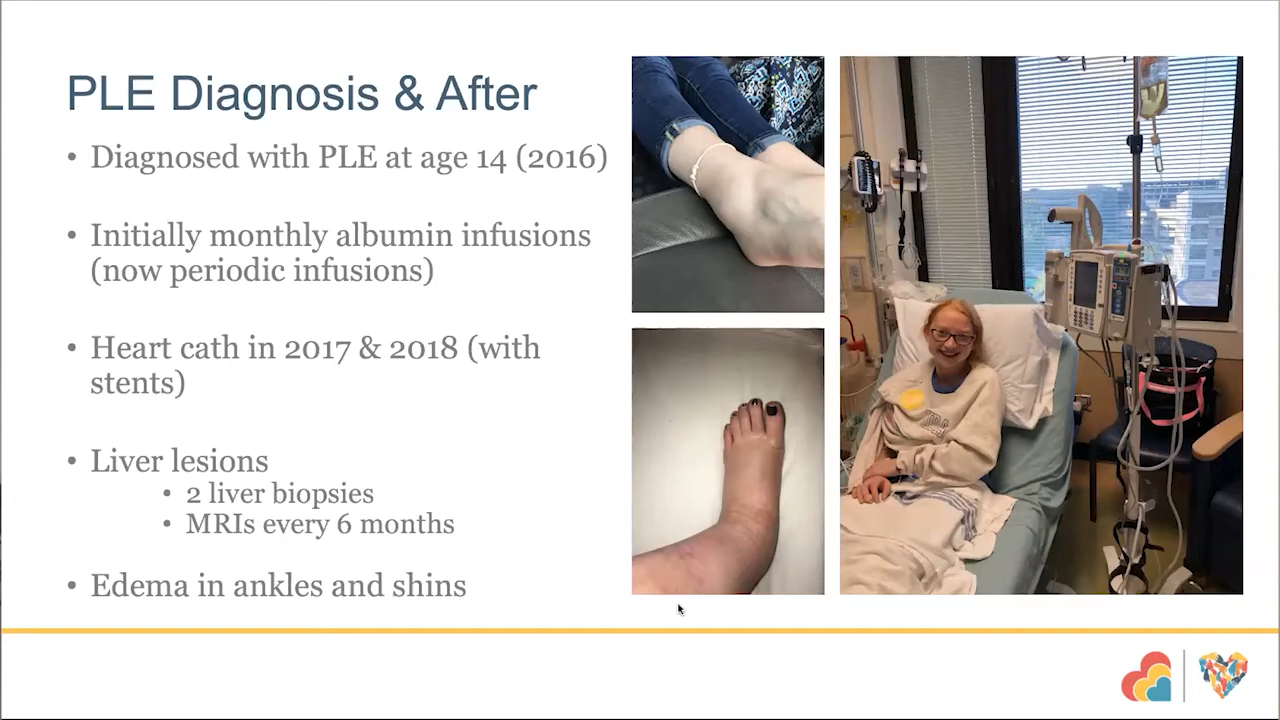 PLE Diagnosis & After
• Diagnosed with PLE at age 14 (2016)
• Initially monthly albumin infusions
(now periodic infusions)
• Heart cath in 2017 & 2018 (with
stents)
• Liver lesions
• 2 liver biopsies
• MRIs every 6 months
• Edema in ankles and shins